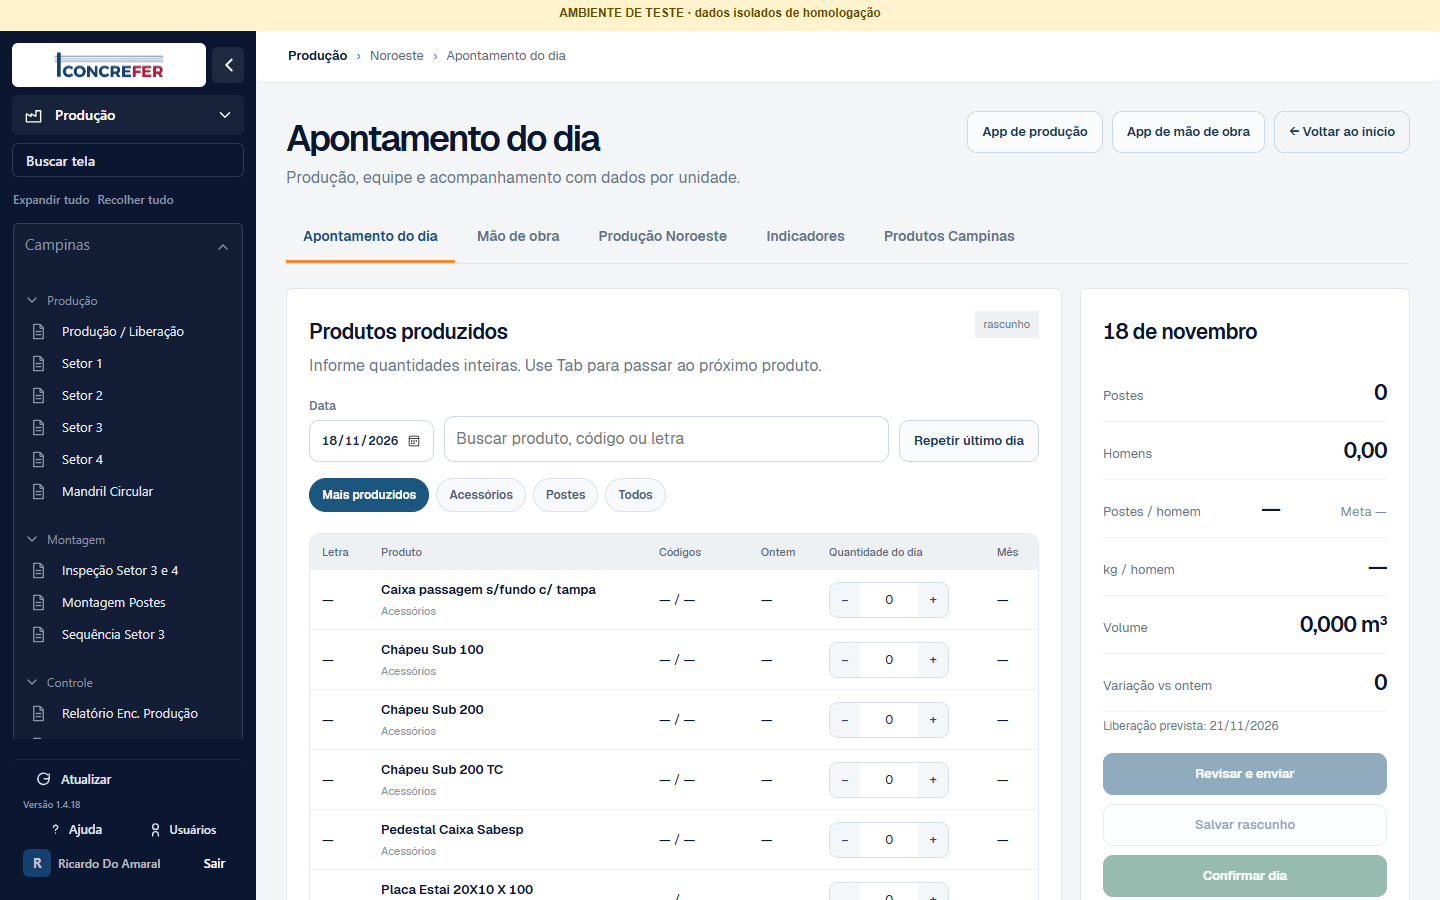 AMBIENTE DE TESTE · dados isolados de homologação
CONCREFER
Produção
Buscar tela
Expandir tudo Recolher tudo
Campinas
Produção
Produção / Liberação
Setor 1
Setor 2
Setor 3
Setor 4
Mandril Circular
Montagem
Inspeção Setor 3 e 4
Montagem Postes
Sequência Setor 3
Controle
Relatório Enc. Produção
Atualizar
Versão 1.4.18
? Ajuda Usuários
R Ricardo Do Amaral Sair
Produção › Noroeste › Apontamento do dia
Apontamento do dia
Produção, equipe e acompanhamento com dados por unidade.
App de produção App de mão de obra ← Voltar ao início
Apontamento do dia Mão de obra Produção Noroeste Indicadores Produtos Campinas
Produtos produzidos rascunho
Informe quantidades inteiras. Use Tab para passar ao próximo produto.
Data
18/11/2026 Buscar produto, código ou letra Repetir último dia
Mais produzidos Acessórios Postes Todos
Letra Produto Códigos Ontem Quantidade do dia Mês
— Caixa passagem s/fundo c/ tampa — / — — − 0 + —
Acessórios
— Chápeu Sub 100 — / — — − 0 + —
Acessórios
— Chápeu Sub 200 — / — — − 0 + —
Acessórios
— Chápeu Sub 200 TC — / — — − 0 + —
Acessórios
— Pedestal Caixa Sabesp — / — — − 0 + —
Acessórios
Placa Estai 20X10 X 100
18 de novembro
Postes 0
Homens 0,00
Postes / homem — Meta —
kg / homem —
Volume 0,000 m³
Variação vs ontem 0
Liberação prevista: 21/11/2026
Revisar e enviar
Salvar rascunho
Confirmar dia